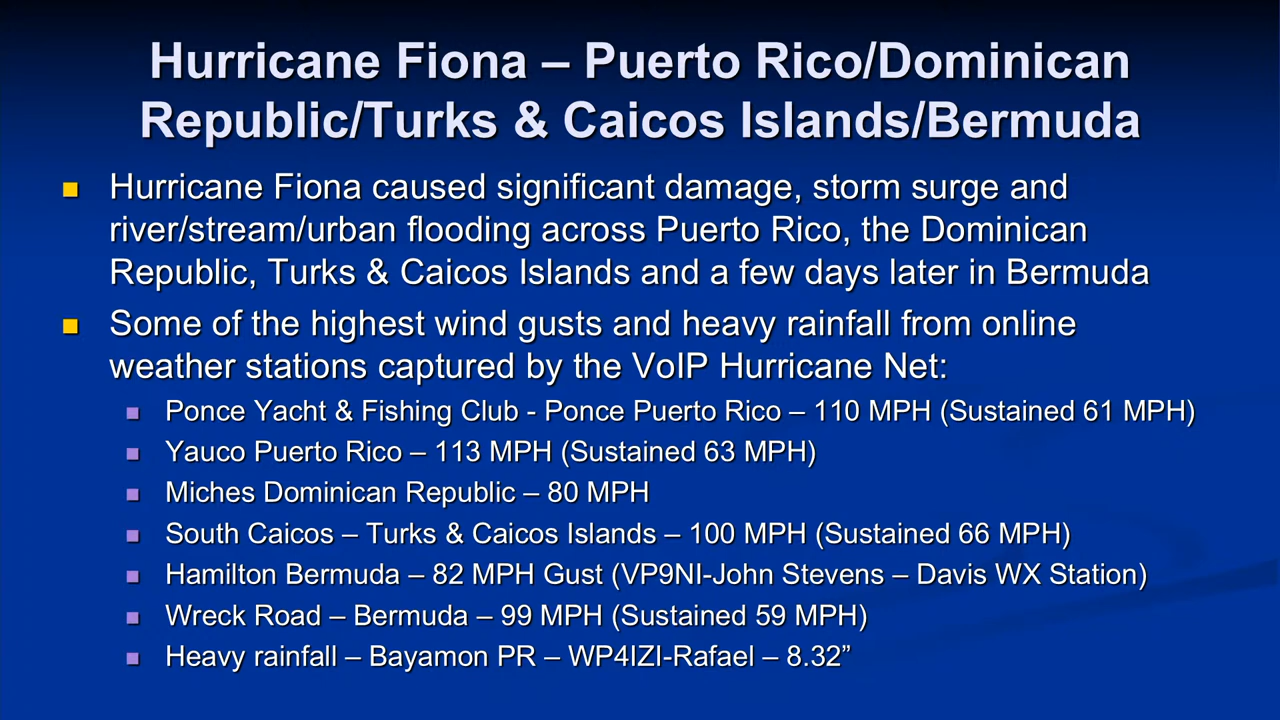 Hurricane Fiona – Puerto Rico/Dominican
Republic/Turks & Caicos Islands/Bermuda
Hurricane Fiona caused significant damage, storm surge and
river/stream/urban flooding across Puerto Rico, the Dominican
Republic, Turks & Caicos Islands and a few days later in Bermuda
Some of the highest wind gusts and heavy rainfall from online
weather stations captured by the VoIP Hurricane Net:
Ponce Yacht & Fishing Club - Ponce Puerto Rico – 110 MPH (Sustained 61 MPH)
Yauco Puerto Rico – 113 MPH (Sustained 63 MPH)
Miches Dominican Republic – 80 MPH
South Caicos – Turks & Caicos Islands – 100 MPH (Sustained 66 MPH)
Hamilton Bermuda – 82 MPH Gust (VP9NI-John Stevens – Davis WX Station)
Wreck Road – Bermuda – 99 MPH (Sustained 59 MPH)
Heavy rainfall – Bayamon PR – WP4IZI-Rafael – 8.32”